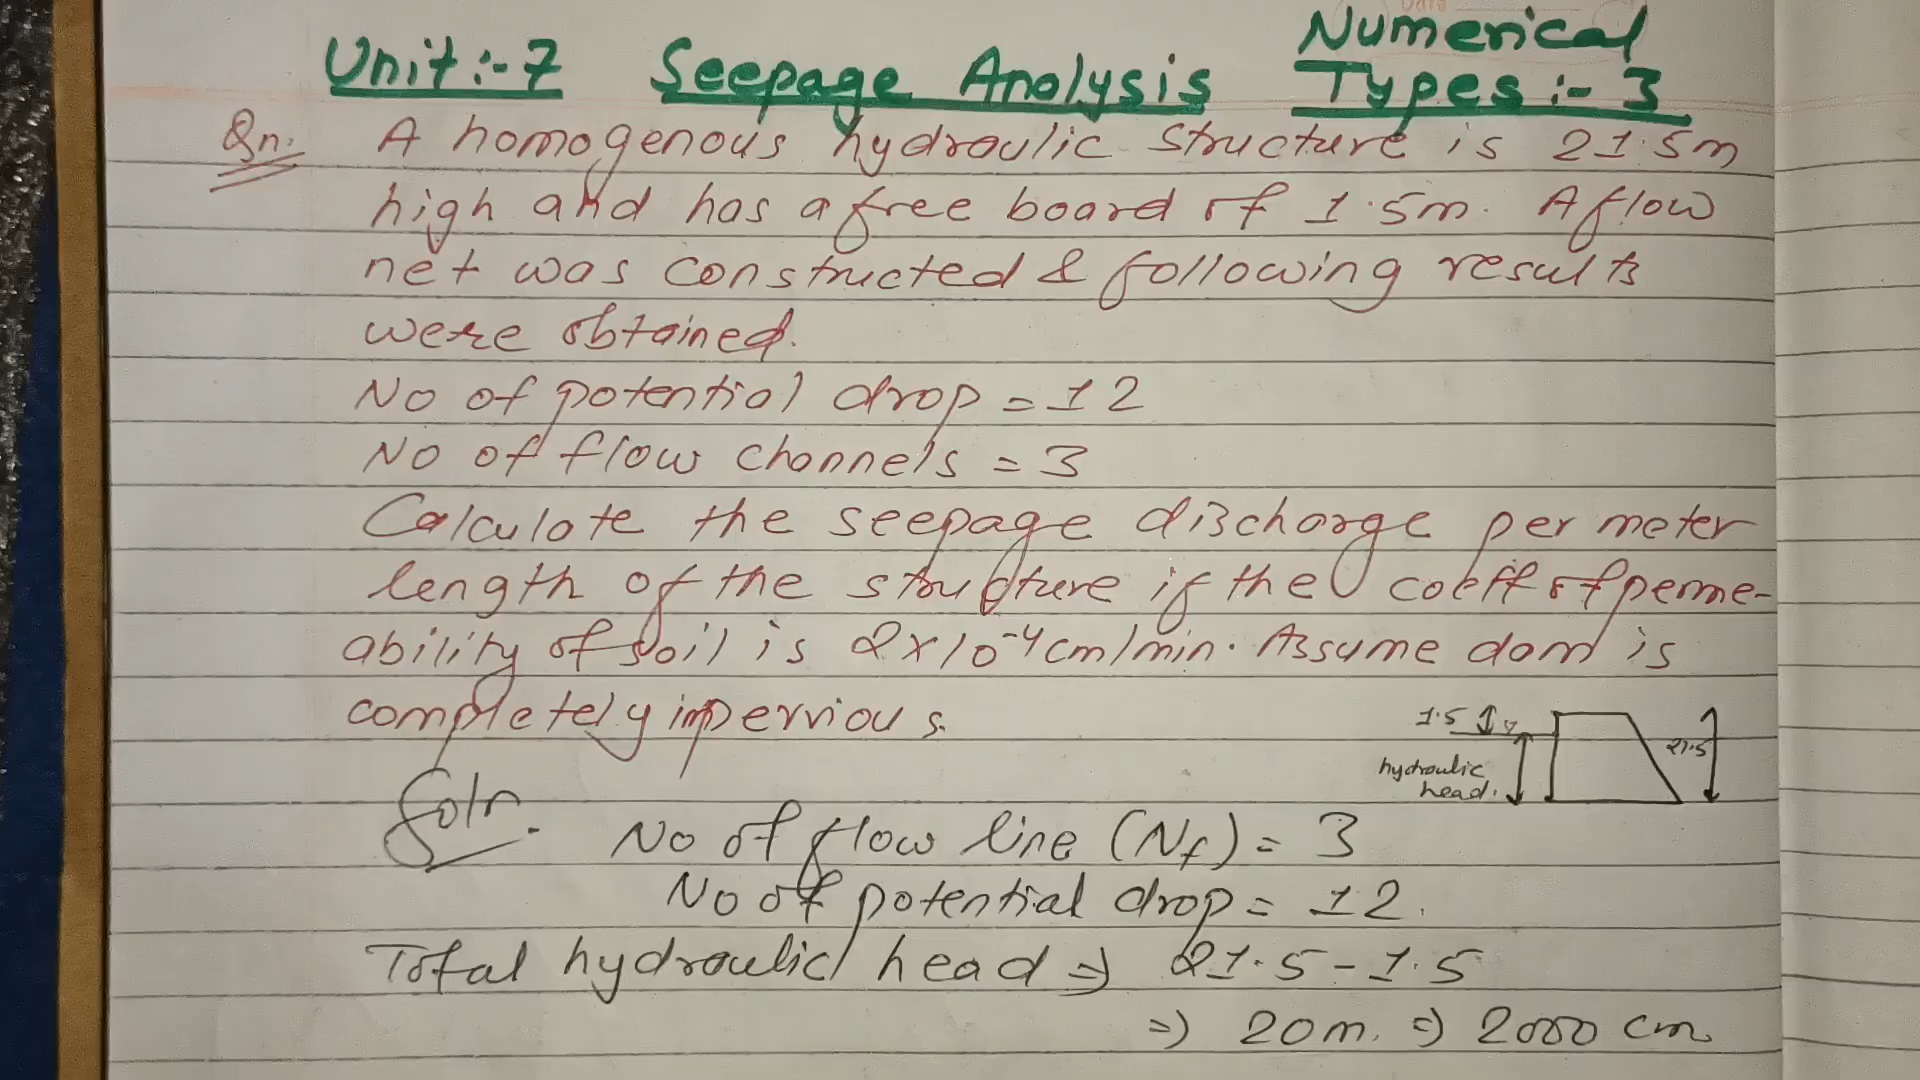 Unit:-7 Seepage Analysis Numerical Types:- 3
Qn. A homogenous hydraulic structure is 21.5m
high and has a free board of 1.5m. A flow
net was constructed & following results
were obtained.
No of potential drop = 12
No of flow channels = 3
Calculate the seepage discharge per meter
length of the structure if the coeff of perme-
ability of soil is 2x10-4 cm/min. Assume dam is
completely impervious.
1.5
21.5
hydraulic
head.
Soln.
No of flow line (Nf) = 3
No of potential drop = 12.
Total hydraulic head => 21.5-1.5
=> 20m. => 2000 cm.